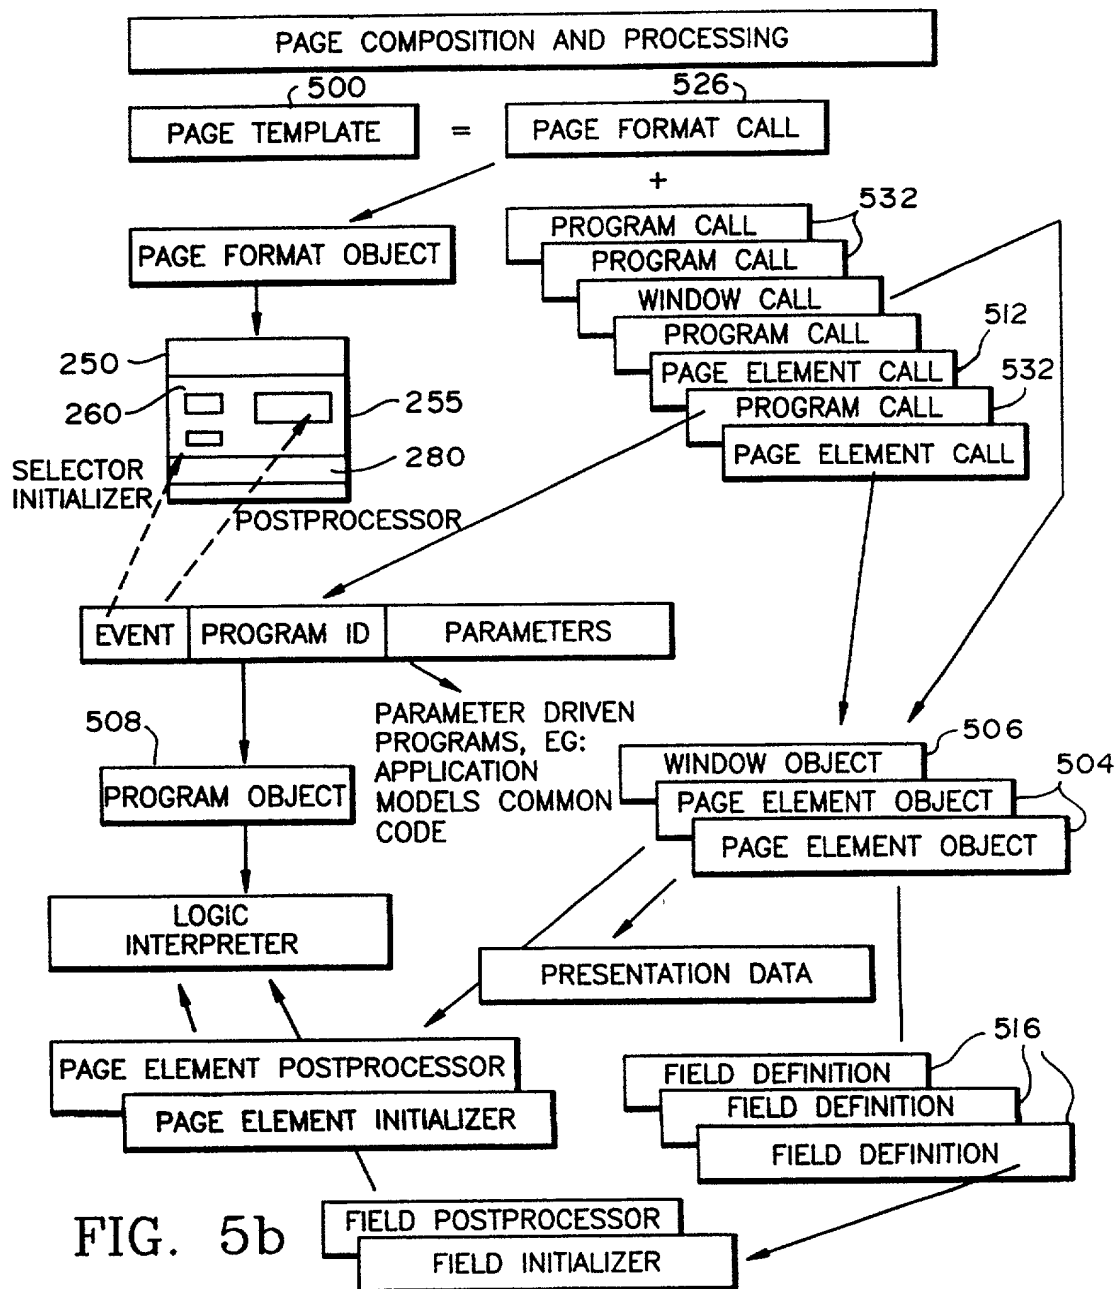 PAGE COMPOSITION AND PROCESSING
500
526
PAGE TEMPLATE = PAGE FORMAT CALL
+
532
PROGRAM CALL
PAGE FORMAT OBJECT
PROGRAM CALL
WINDOW CALL
PROGRAM CALL
512
250
PAGE ELEMENT CALL
532
260
255
PROGRAM CALL
280
PAGE ELEMENT CALL
SELECTOR
INITIALIZER
POSTPROCESSOR
EVENT PROGRAM ID PARAMETERS
508
PARAMETER DRIVEN
PROGRAMS, EG:
APPLICATION
MODELS COMMON
CODE
506
WINDOW OBJECT
504
PROGRAM OBJECT
PAGE ELEMENT OBJECT
PAGE ELEMENT OBJECT
LOGIC
INTERPRETER
PRESENTATION DATA
516
PAGE ELEMENT POSTPROCESSOR
FIELD DEFINITION
PAGE ELEMENT INITIALIZER
FIELD DEFINITION
FIELD DEFINITION
FIELD POSTPROCESSOR
FIELD INITIALIZER
FIG. 5b